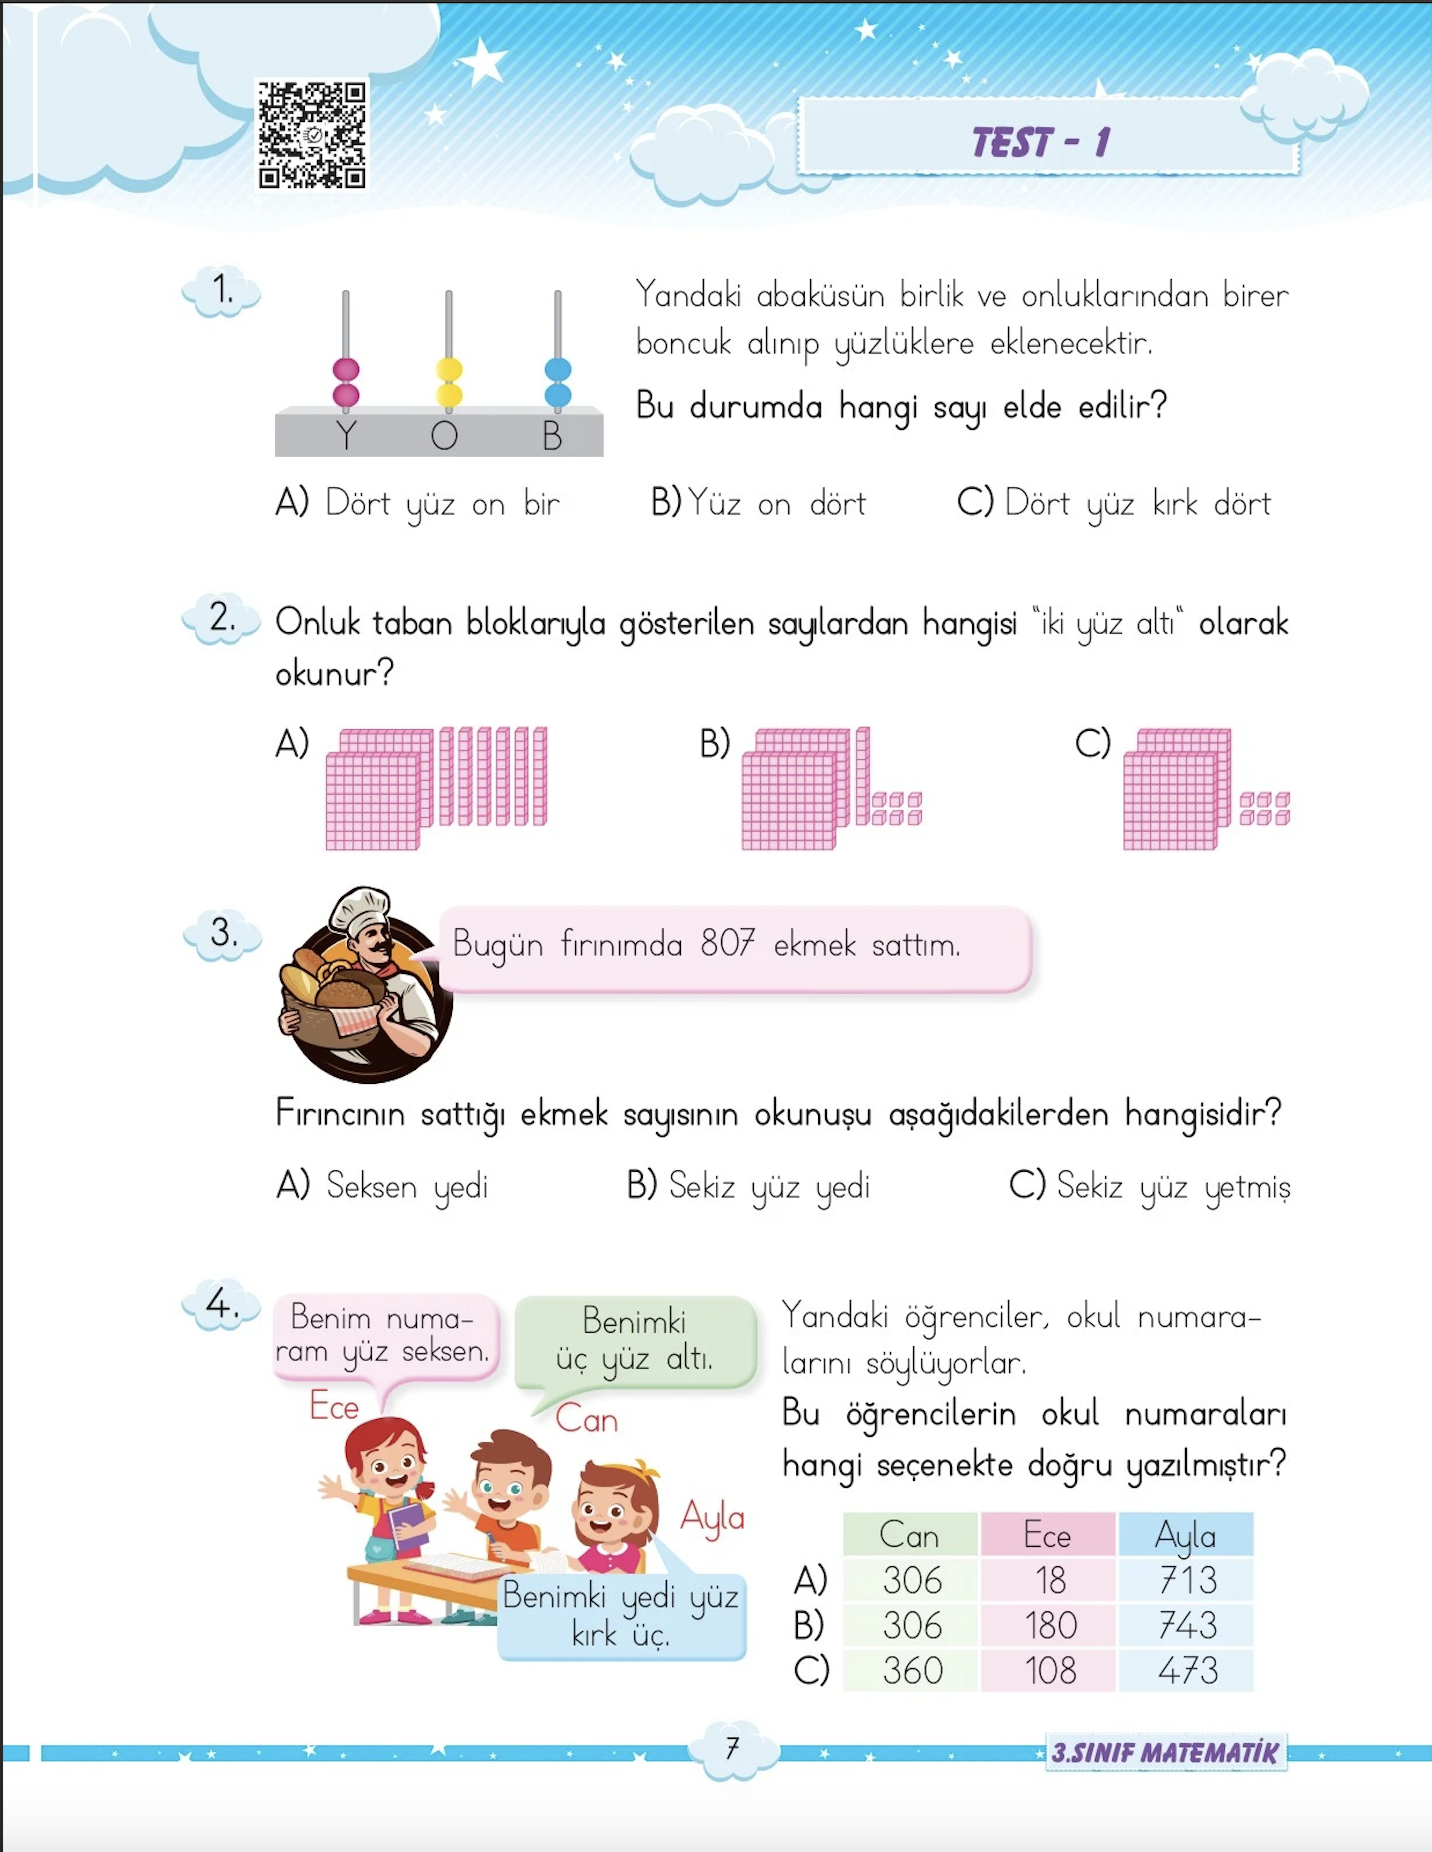 TEST - 1
1.
Yandaki abaküsün birlik ve onluklarından birer
boncuk alınıp yüzlüklere eklenecektir.
Bu durumda hangi sayı elde edilir?
Y O B
A) Dört yüz on bir B) Yüz on dört C) Dört yüz kırk dört
2. Onluk taban bloklarıyla gösterilen sayılardan hangisi “iki yüz altı“ olarak
okunur?
A) B) C)
3.
Bugün fırınımda 807 ekmek sattım.
Fırıncının sattığı ekmek sayısının okunuşu aşağıdakilerden hangisidir?
A) Seksen yedi B) Sekiz yüz yedi C) Sekiz yüz yetmiş
4.
Benim numa-
ram yüz seksen.
Ece
Benimki
üç yüz altı.
Can
Ayla
Benimki yedi yüz
kırk üç.
Yandaki öğrenciler, okul numara-
larını söylüyorlar.
Bu öğrencilerin okul numaraları
hangi seçenekte doğru yazılmıştır?
Can Ece Ayla
A) 306 18 713
B) 306 180 743
C) 360 108 473
7
3.SINIF MATEMATİK